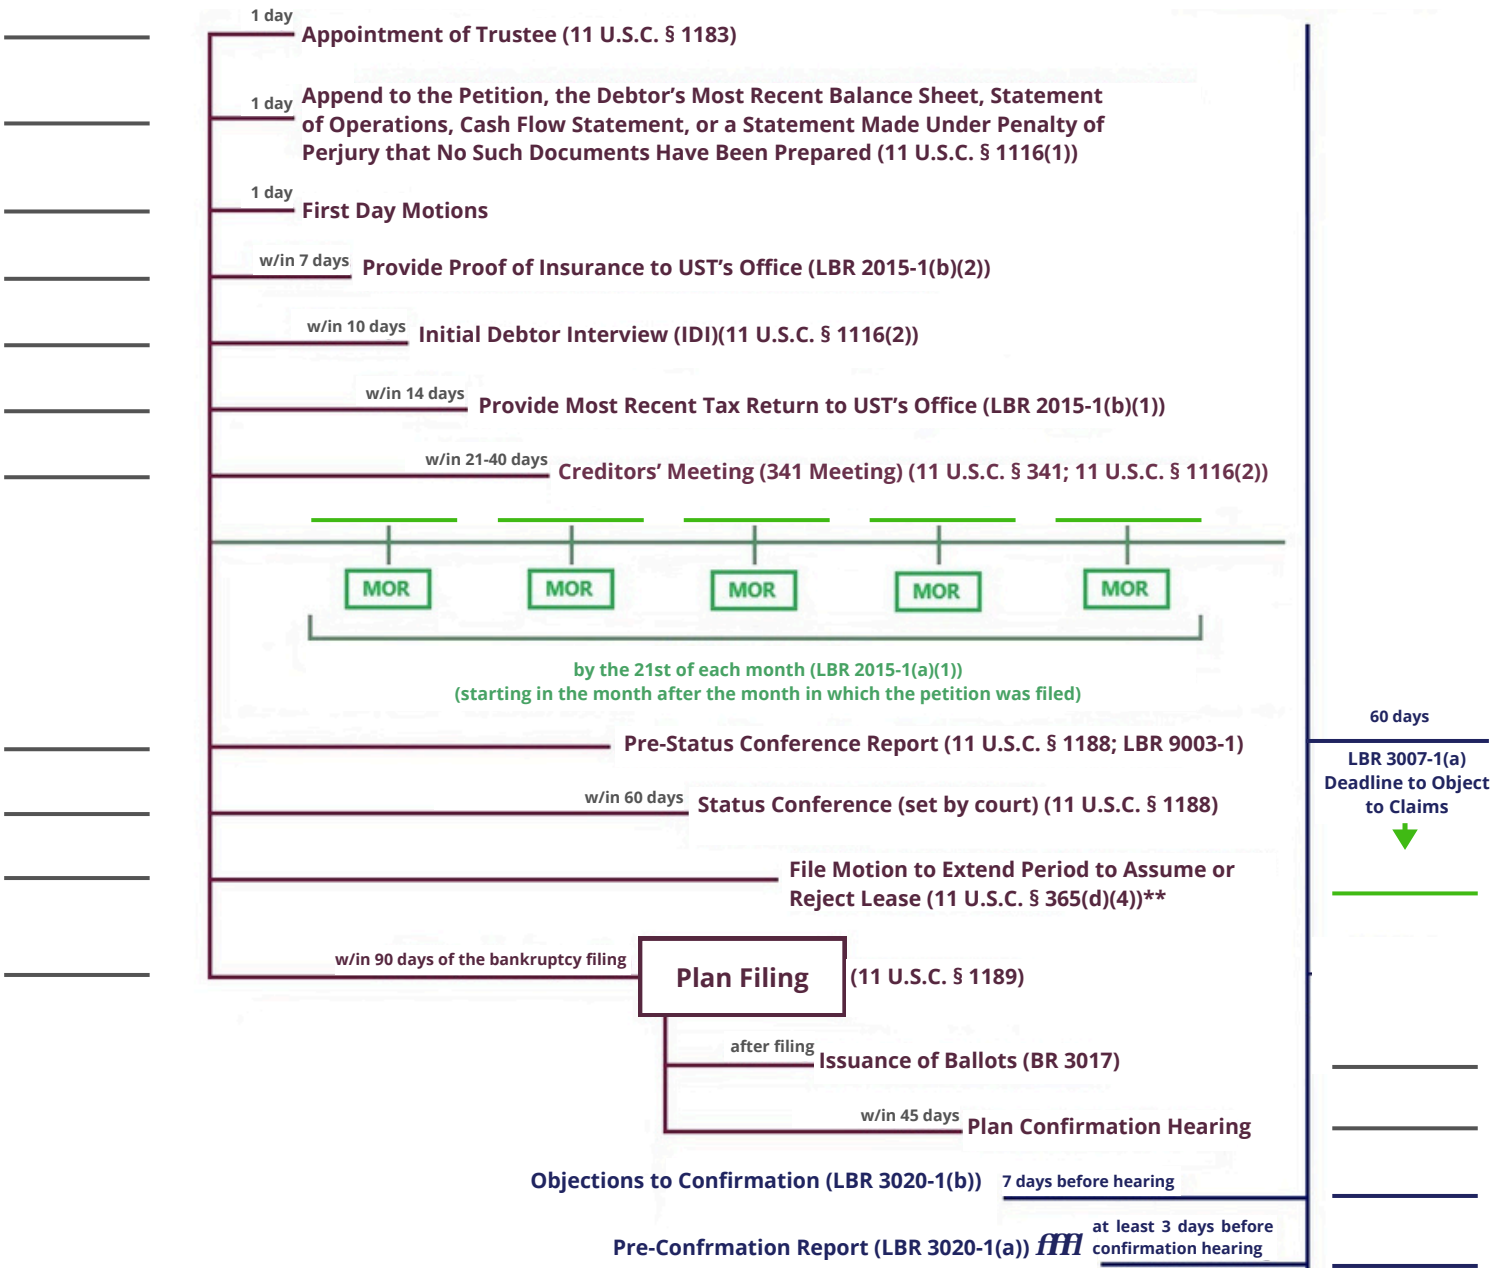 1 day
Appointment of Trustee (11 U.S.C. § 1183)
1 day
Append to the Petition, the Debtor’s Most Recent Balance Sheet, Statement
of Operations, Cash Flow Statement, or a Statement Made Under Penalty of
Perjury that No Such Documents Have Been Prepared (11 U.S.C. § 1116(1))
1 day
First Day Motions
w/in 7 days
Provide Proof of Insurance to UST’s Office (LBR 2015-1(b)(2))
w/in 10 days
Initial Debtor Interview (IDI)(11 U.S.C. § 1116(2))
w/in 14 days
Provide Most Recent Tax Return to UST’s Office (LBR 2015-1(b)(1))
w/in 21-40 days
Creditors’ Meeting (341 Meeting) (11 U.S.C. § 341; 11 U.S.C. § 1116(2))
MOR MOR MOR MOR MOR
by the 21st of each month (LBR 2015-1(a)(1))
(starting in the month after the month in which the petition was filed)
60 days
LBR 3007-1(a)
Deadline to Object
to Claims
Pre-Status Conference Report (11 U.S.C. § 1188; LBR 9003-1)
w/in 60 days
Status Conference (set by court) (11 U.S.C. § 1188)
File Motion to Extend Period to Assume or
Reject Lease (11 U.S.C. § 365(d)(4))**
w/in 90 days of the bankruptcy filing
Plan Filing (11 U.S.C. § 1189)
after filing
Issuance of Ballots (BR 3017)
w/in 45 days
Plan Confirmation Hearing
Objections to Confirmation (LBR 3020-1(b)) 7 days before hearing
Pre-Confrmation Report (LBR 3020-1(a))
at least 3 days before
confirmation hearing